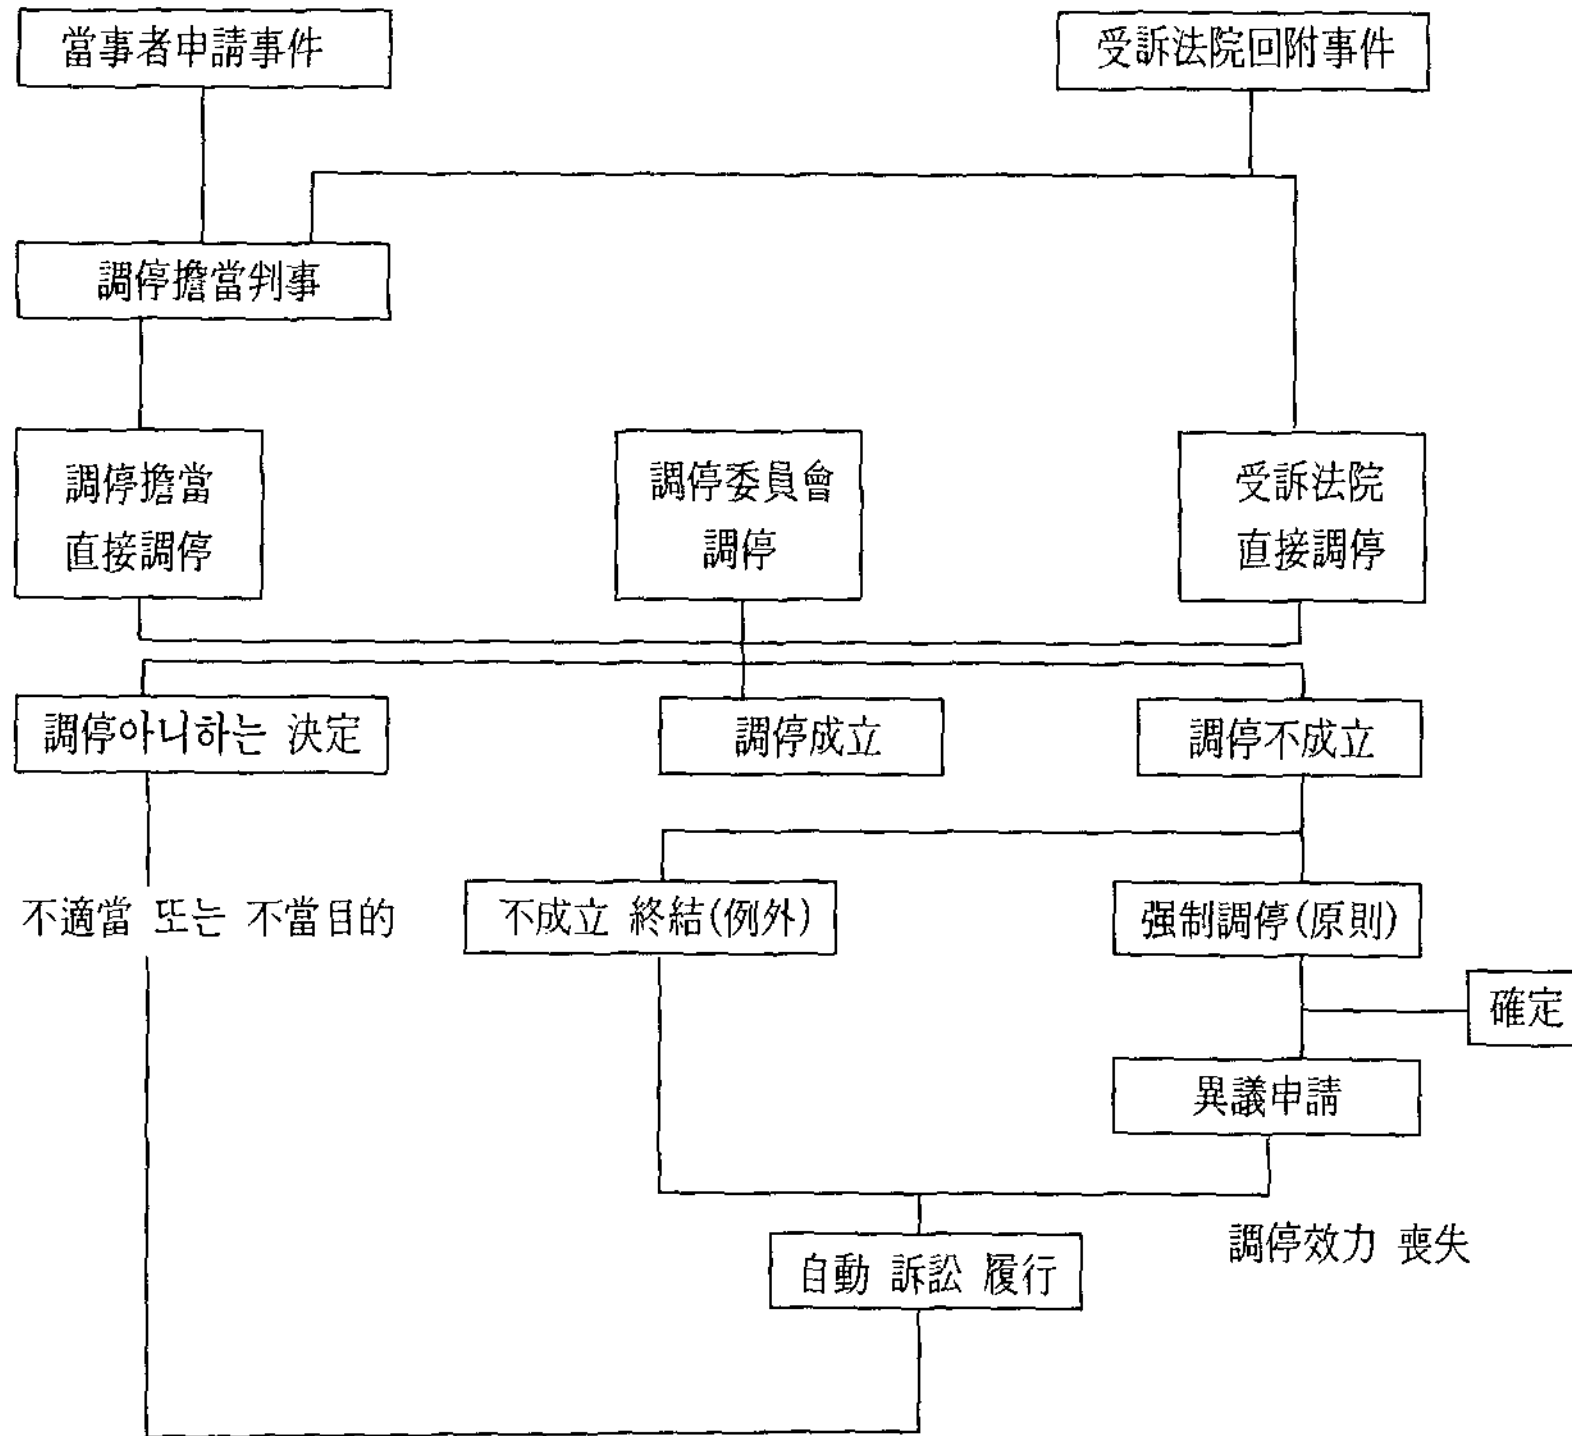 當事者申請事件
受訴法院回附事件
調停擔當判事
調停擔當
直接調停
調停委員會
調停
受訴法院
直接調停
調停아니하는 決定
調停成立
調停不成立
不適當 또는 不當目的
不成立 終結(例外)
强制調停(原則)
確定
異議申請
調停效力 喪失
自動 訴訟 履行